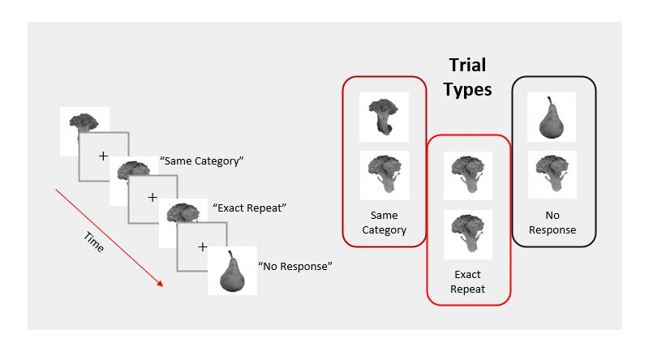 Trial
Types
"Same Category"
"Exact Repeat"
"No Response"
Time
Same
Category
Exact
Repeat
No
Response